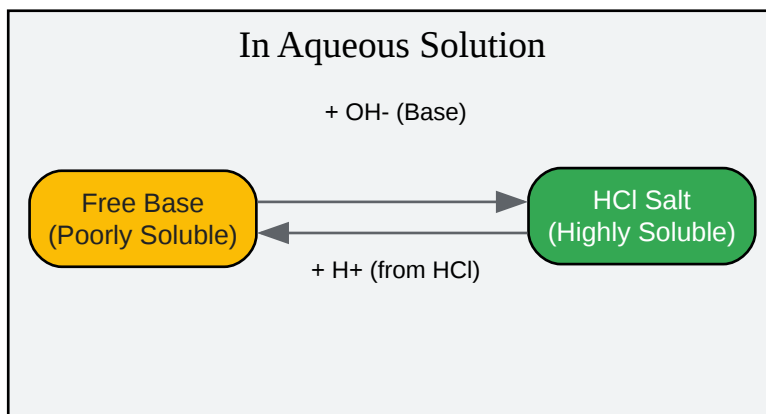 In Aqueous Solution
+ OH- (Base)
Free Base
(Poorly Soluble)
HCl Salt
(Highly Soluble)
+ H+ (from HCl)